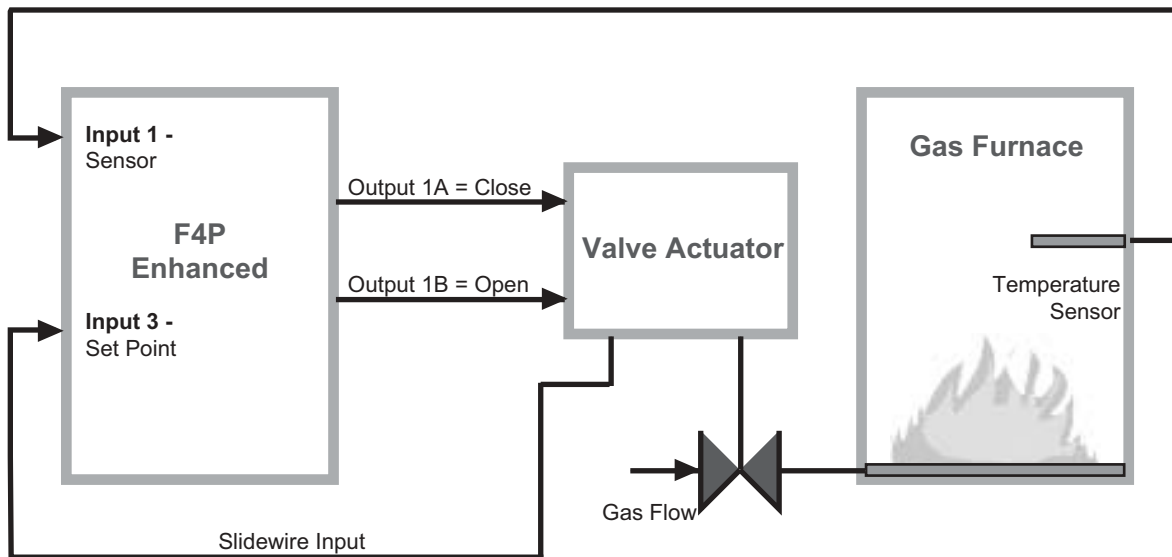 Input 1 -
Sensor
F4P
Enhanced
Input 3 -
Set Point
Output 1A = Close
Output 1B = Open
Valve Actuator
Gas Furnace
Temperature
Sensor
Gas Flow
Slidewire Input